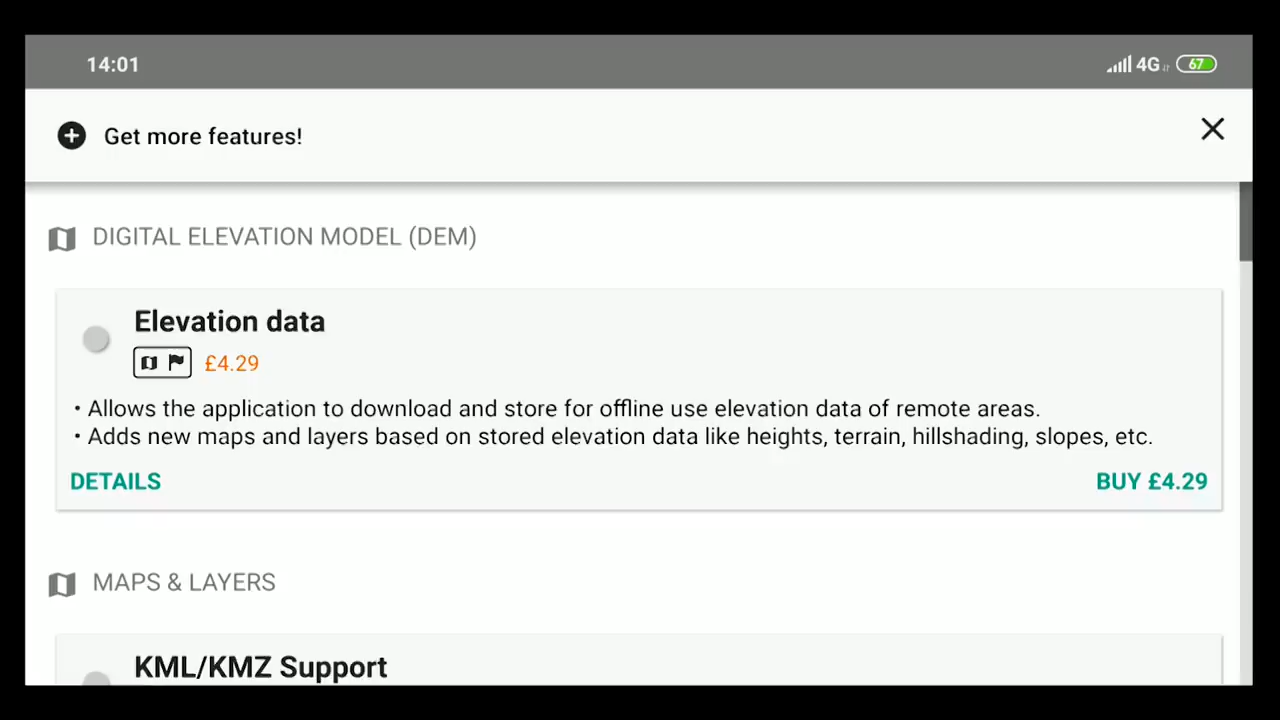 14:01
4G
67
Get more features!
DIGITAL ELEVATION MODEL (DEM)
Elevation data
£4.29
• Allows the application to download and store for offline use elevation data of remote areas.
• Adds new maps and layers based on stored elevation data like heights, terrain, hillshading, slopes, etc.
DETAILS
BUY £4.29
MAPS & LAYERS
KML/KMZ Support